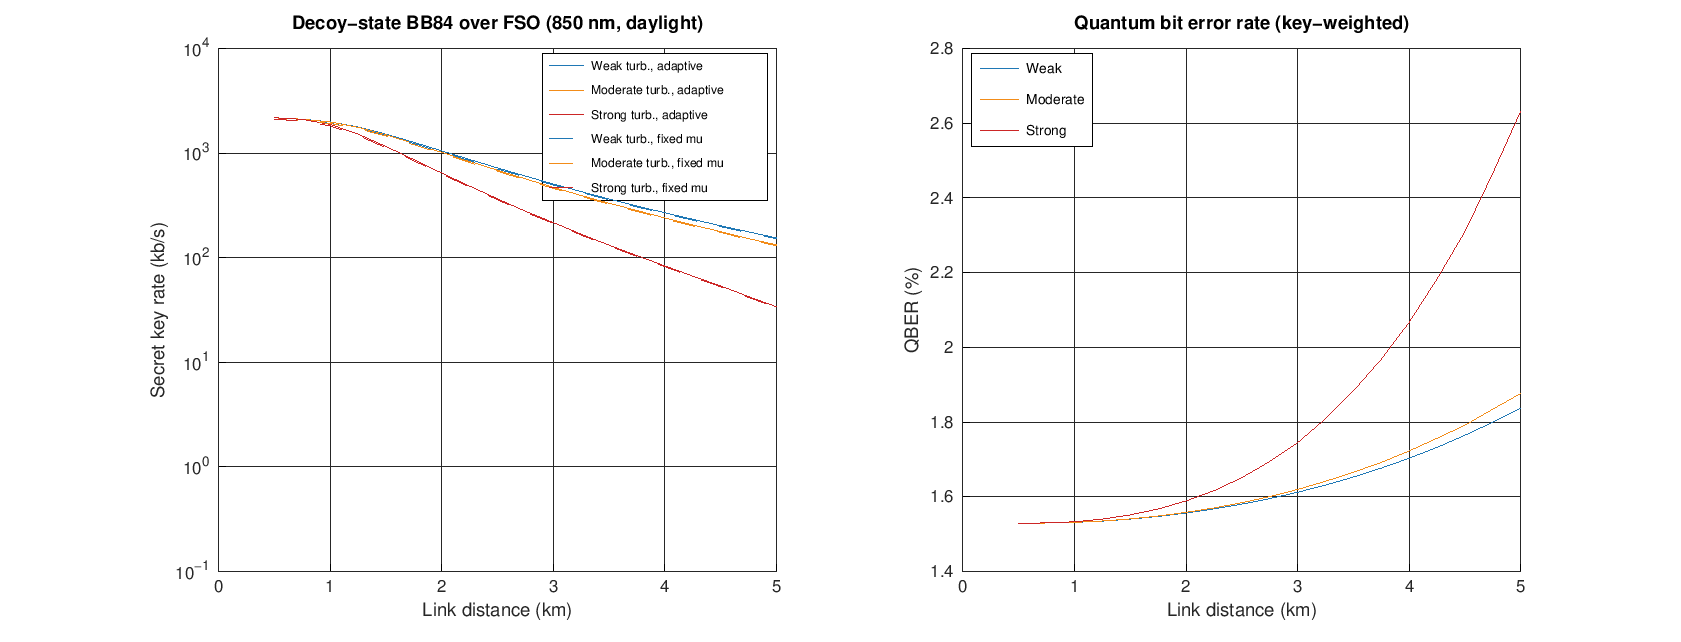 Decoy−state BB84 over FSO (850 nm, daylight)
10^4
10^3
10^2
10^1
10^0
10^−1
Secret key rate (kb/s)
Weak turb., adaptive
Moderate turb., adaptive
Strong turb., adaptive
Weak turb., fixed mu
Moderate turb., fixed mu
Strong turb., fixed mu
0 1 2 3 4 5
Link distance (km)
Quantum bit error rate (key−weighted)
2.8
2.6
2.4
2.2
2
1.8
1.6
1.4
QBER (%)
Weak
Moderate
Strong
0 1 2 3 4 5
Link distance (km)